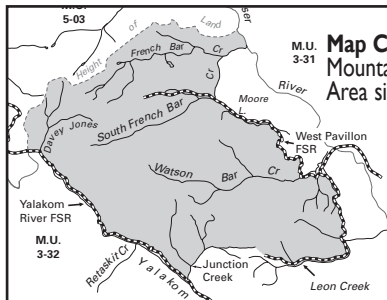 5-03
Height of Land
French Bar Cr
Cr
M.U.
3-31
River
Map C
Mounta
Area si
Moore
L.
South French Bar
Davey Jones
West Pavillon
FSR
Watson Bar Cr
Yalakom
River FSR
M.U.
3-32
Retaskit Cr
Yalakom
Junction
Creek
Leon Creek